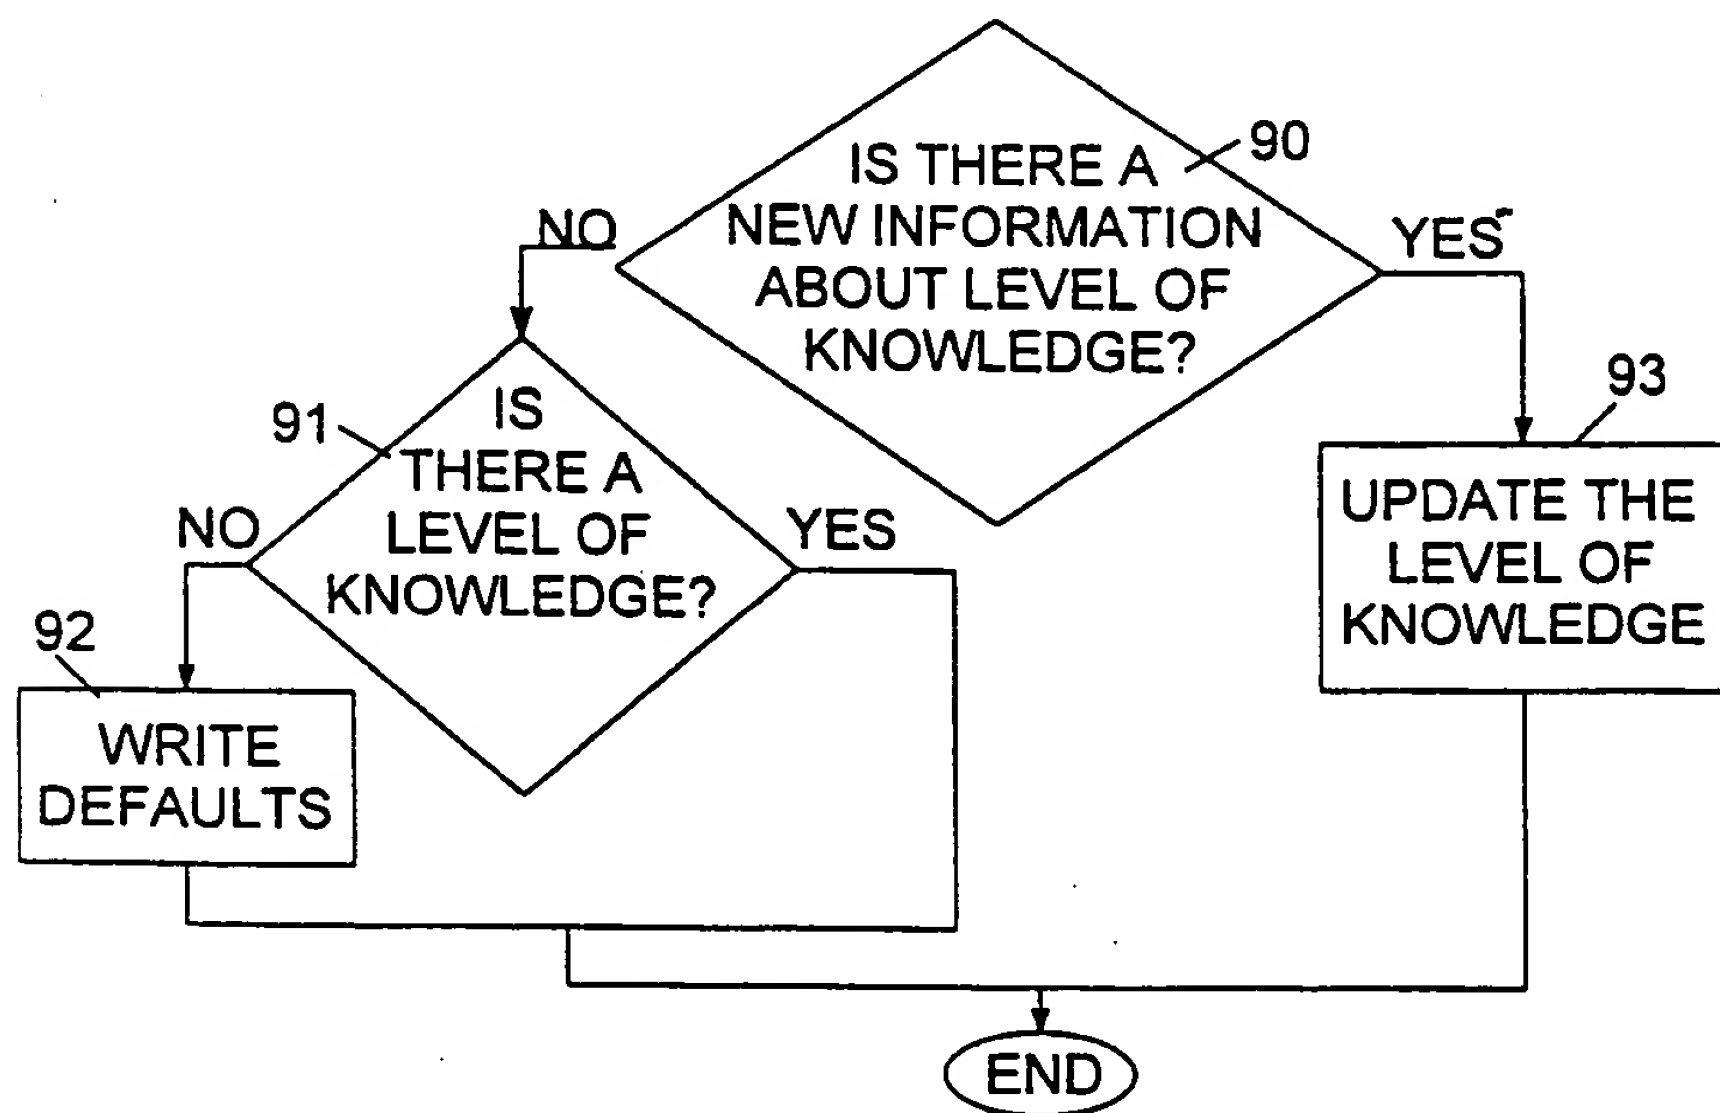 90
IS THERE A
NEW INFORMATION
ABOUT LEVEL OF
KNOWLEDGE?
NO
YES
91
IS
THERE A
LEVEL OF
KNOWLEDGE?
NO
YES
93
UPDATE THE
LEVEL OF
KNOWLEDGE
92
WRITE
DEFAULTS
END